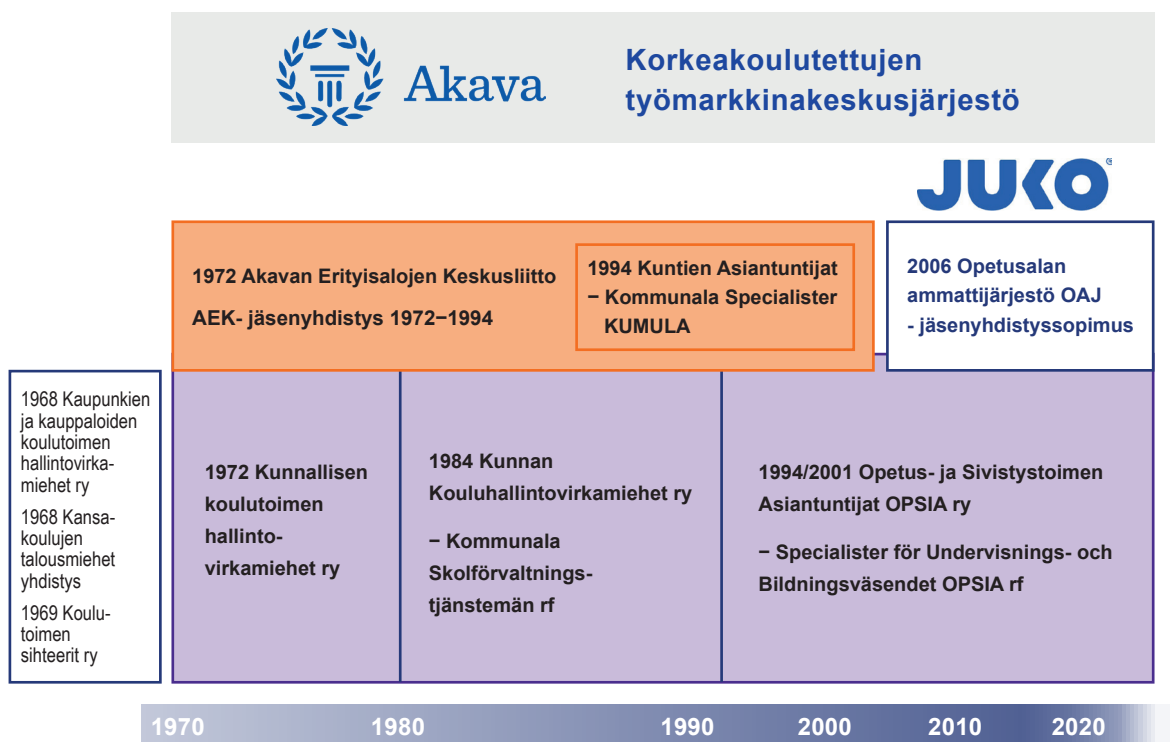 Akava
Korkeakoulutettujen
työmarkkinakeskusjärjestö
JUKO
1972 Akavan Erityisalojen Keskusliitto
AEK- jäsenyhdistys 1972−1994
1994 Kuntien Asiantuntijat
− Kommunala Specialister
KUMULA
2006 Opetusalan
ammattijärjestö OAJ
- jäsenyhdistyssopimus
1968 Kaupunkien
ja kauppaloiden
koulutoimen
hallintovirka-
miehet ry
1968 Kansa-
koulujen
talousmiehet
yhdistys
1969 Koulu-
toimen
sihteerit ry
1972 Kunnallisen
koulutoimen
hallinto-
virkamiehet ry
1984 Kunnan
Kouluhallintovirkamiehet ry
− Kommunala
Skolförvaltnings-
tjänstemän rf
1994/2001 Opetus- ja Sivistystoimen
Asiantuntijat OPSIA ry
− Specialister för Undervisnings- och
Bildningsväsendet OPSIA rf
1970 1980 1990 2000 2010 2020